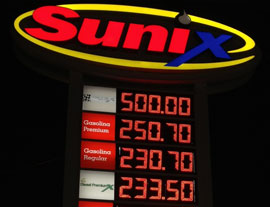 Sunix
500.00
Gasolina
Premium
250.70
Gasolina
Regular
230.70
233.50